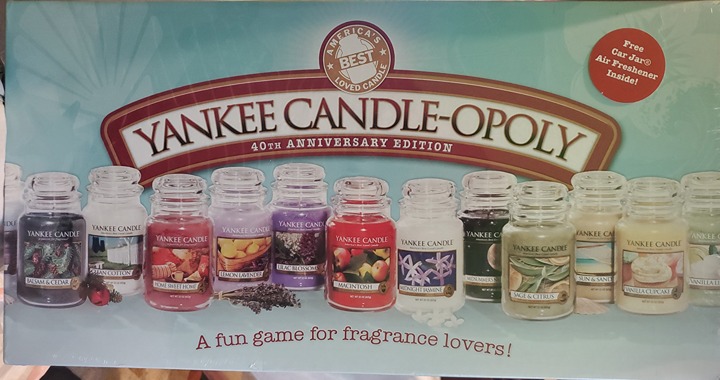 AMERICA'S
BEST
LOVED CANDLE
Free
Car Jar®
Air Freshener
Inside!
YANKEE CANDLE-OPOLY
40TH ANNIVERSARY EDITION
YANKEE CANDLE
BALSAM & CEDAR
YANKEE CANDLE
CLEAN COTTON
YANKEE CANDLE
HOME SWEET HOME
YANKEE CANDLE
LEMON LAVENDER
YANKEE CANDLE
LILAC BLOSSOMS
YANKEE CANDLE
MACINTOSH
YANKEE CANDLE
MIDNIGHT JASMINE
YANKEE CANDLE
SAGE & CITRUS
YANKEE CANDLE
SUN & SAND
YANKEE CANDLE
VANILLA CUPCAKE
VANILLA
A fun game for fragrance lovers!